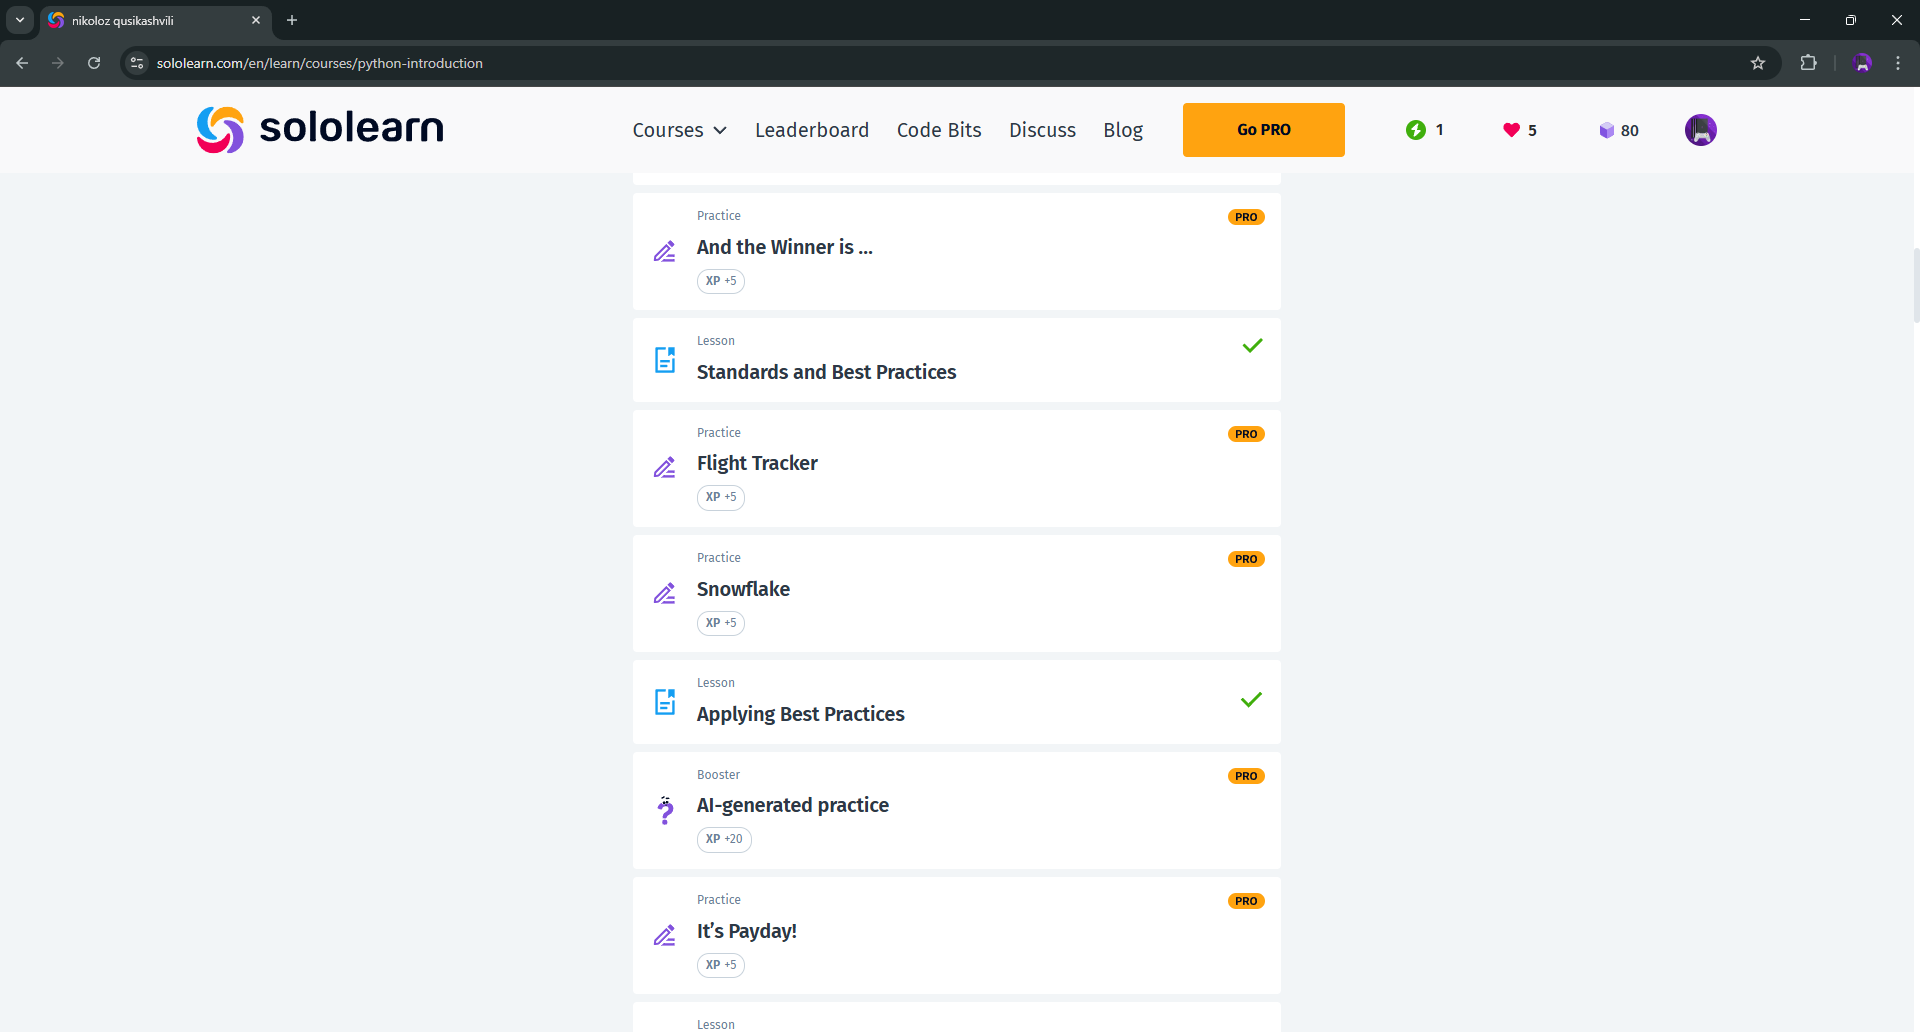 nikoloz qusikashvili
sololearn.com/en/learn/courses/python-introduction
sololearn
Courses
Leaderboard
Code Bits
Discuss
Blog
Go PRO
1
5
80
Practice
PRO
And the Winner is ...
XP +5
Lesson
Standards and Best Practices
Practice
PRO
Flight Tracker
XP +5
Practice
PRO
Snowflake
XP +5
Lesson
Applying Best Practices
Booster
PRO
AI-generated practice
XP +20
Practice
PRO
It’s Payday!
XP +5
Lesson